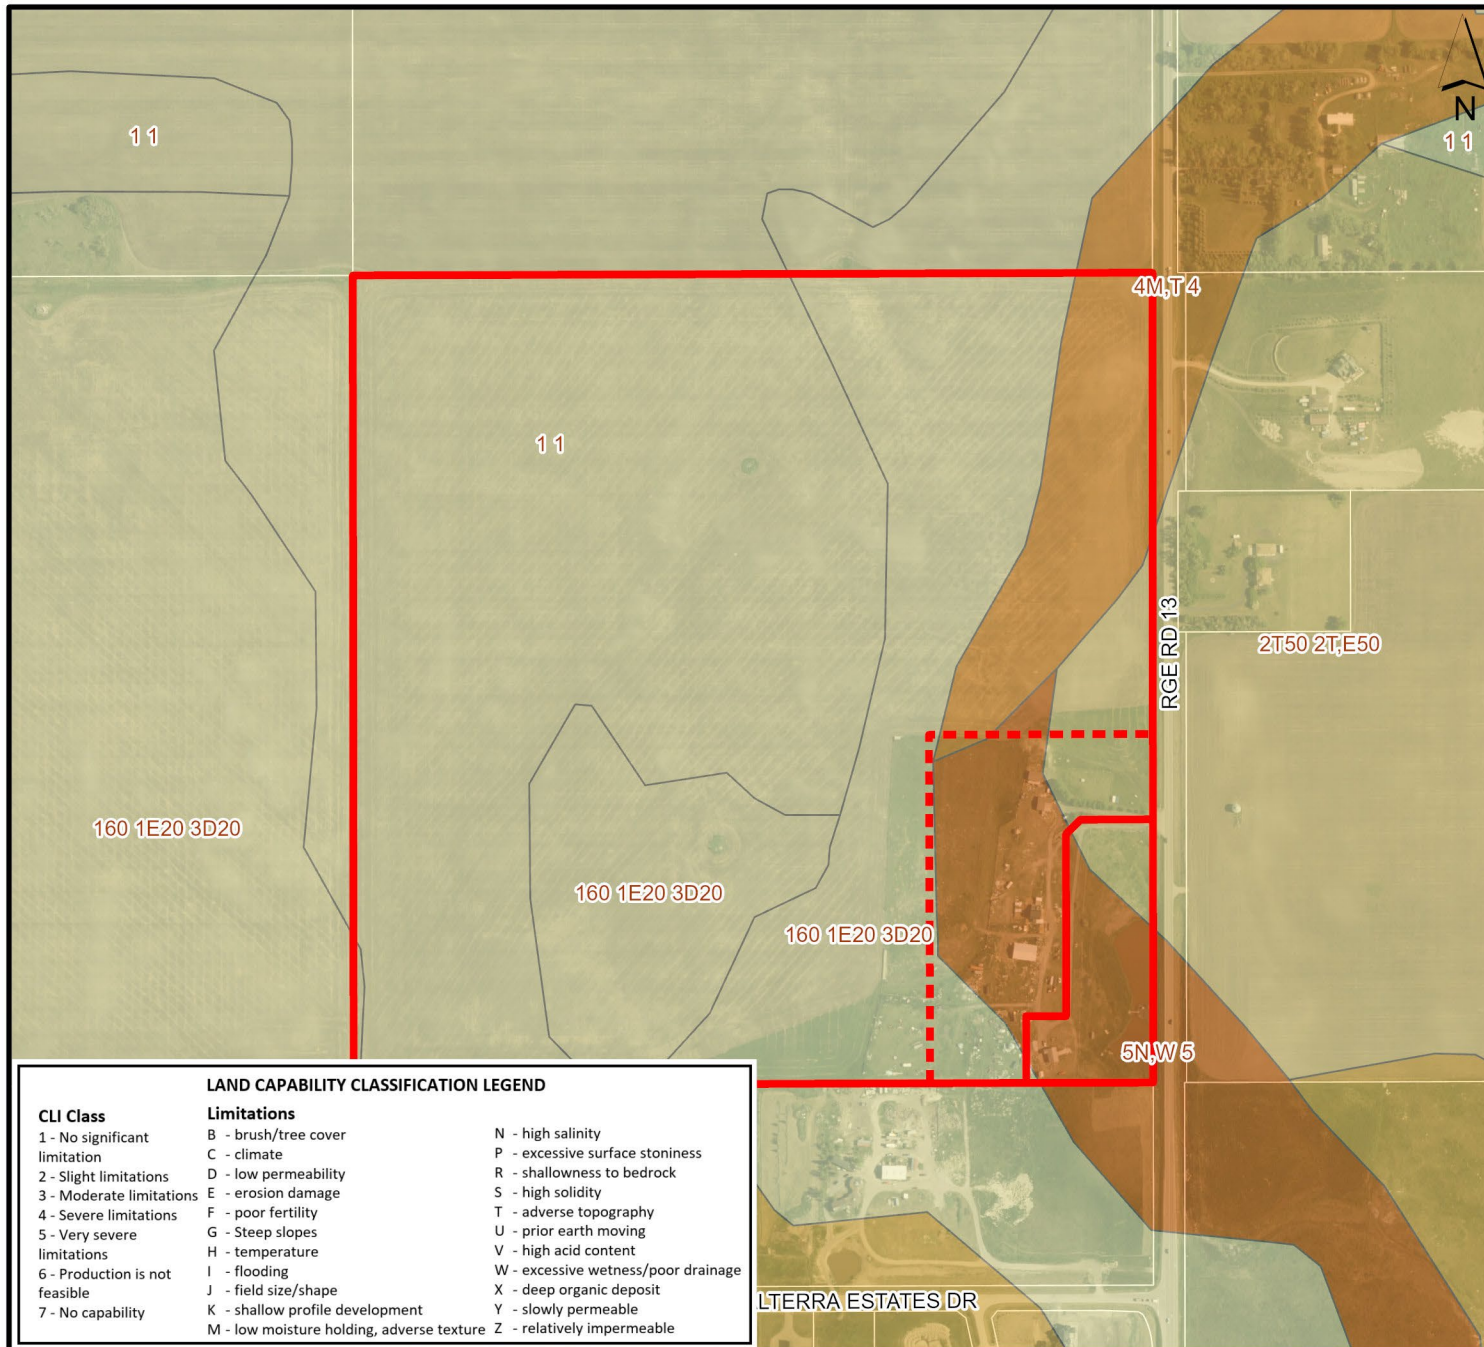 1 1
N
1 1
4M,T 4
1 1
RGE RD 13
2T50 2T,E50
160 1E20 3D20
160 1E20 3D20
160 1E20 3D20
5N,W 5
LTERRA ESTATES DR
LAND CAPABILITY CLASSIFICATION LEGEND
CLI Class
1 - No significant
limitation
2 - Slight limitations
3 - Moderate limitations
4 - Severe limitations
5 - Very severe
limitations
6 - Production is not
feasible
7 - No capability
Limitations
B - brush/tree cover
C - climate
D - low permeability
E - erosion damage
F - poor fertility
G - Steep slopes
H - temperature
I - flooding
J - field size/shape
K - shallow profile development
M - low moisture holding, adverse texture
N - high salinity
P - excessive surface stoniness
R - shallowness to bedrock
S - high solidity
T - adverse topography
U - prior earth moving
V - high acid content
W - excessive wetness/poor drainage
X - deep organic deposit
Y - slowly permeable
Z - relatively impermeable